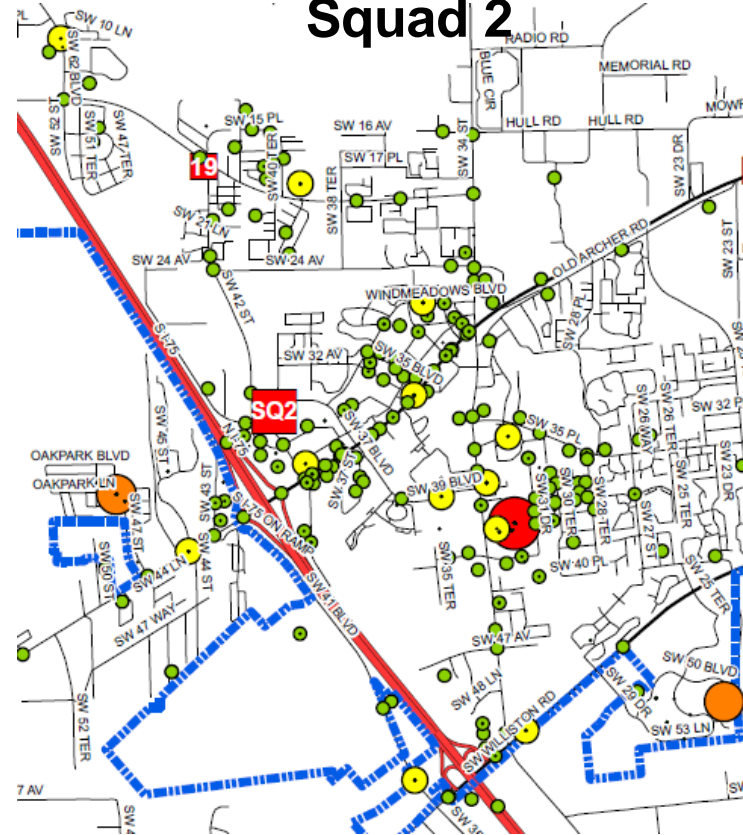 Squad 2
PL
SW 10 LN
SW 62 BLVD
RADIO RD
BLUE CIR
MEMORIAL RD
SW 52 ST
SW 51 TER
SW 47 TER
SW 15 PL
SW 16 AV
SW 34 ST
HULL RD
HULL RD
MOWR
19
SW 40 TER
SW 17 PL
SW 38 TER
SW 23 DR
SW 21 LN
OLD ARCHER RD
SW 23 ST
SW 24 AV
SW 24 AV
SW 42 ST
WINDMEADOWS BLVD
SW 28 PL
S I-75
SW 32 AV
SW 35 BLVD
SQ2
SW 26 WAY
SW 26 TER
SW 32 P
SW 45 ST
N I-75
SW 37 BLVD
SW 35 PL
OAKPARK BLVD
OAKPARK LN
SW 43 ST
SW 37 ST
SW 39 BLVD
SW 30 TER
SW 28 TER
SW 25 TER
SW 23 DR
SW 47 ST
S I-75 ON RAMP
SW 27 ST
SW 50 ST
SW 44 LN
SW 44 ST
SW 35 TER
SW 40 PL
SW 25 TER
SW 41 BLVD
SW 47 WAY
SW 47 AV
SW 50 BLVD
SW 48 LN
SW 29 DR
SW 52 TER
SW WILLISTON RD
SW 53 LN
7 AV
SW 4
SW 35
SW